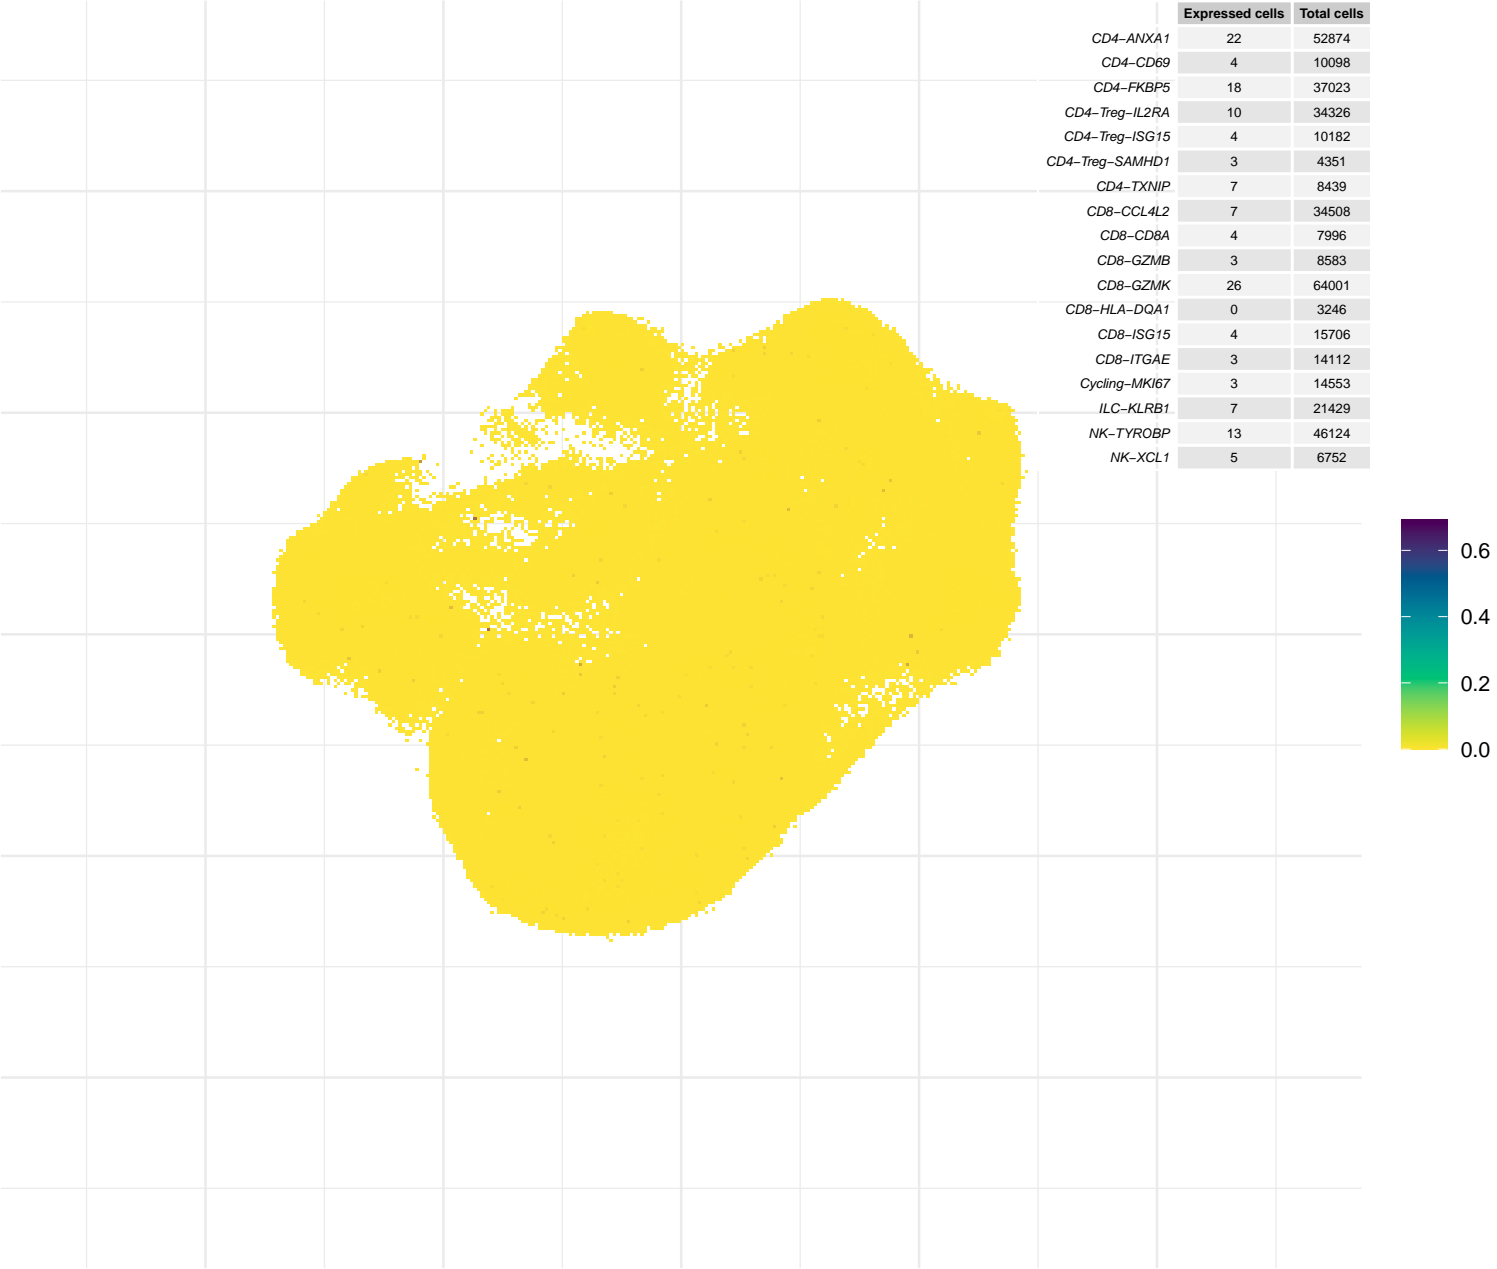 Expressed cells Total cells
CD4−ANXA1 22 52874
CD4−CD69 4 10098
CD4−FKBP5 18 37023
CD4−Treg−IL2RA 10 34326
CD4−Treg−ISG15 4 10182
CD4−Treg−SAMHD1 3 4351
CD4−TXNIP 7 8439
CD8−CCL4L2 7 34508
CD8−CD8A 4 7996
CD8−GZMB 3 8583
CD8−GZMK 26 64001
CD8−HLA−DQA1 0 3246
CD8−ISG15 4 15706
CD8−ITGAE 3 14112
Cycling−MKI67 3 14553
ILC−KLRB1 7 21429
NK−TYROBP 13 46124
NK−XCL1 5 6752
0.6
0.4
0.2
0.0